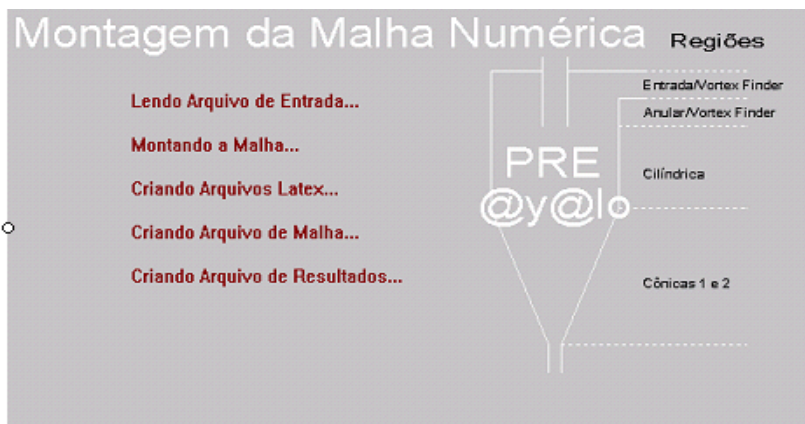 Montagem da Malha Numérica
Regiões
Lendo Arquivo de Entrada...
Montando a Malha...
Criando Arquivos Latex...
Criando Arquivo de Malha...
Criando Arquivo de Resultados...
PRE
@y@lo
Entrada/Vortex Finder
Anular/Vortex Finder
Cilíndrica
Cônicas 1 e 2